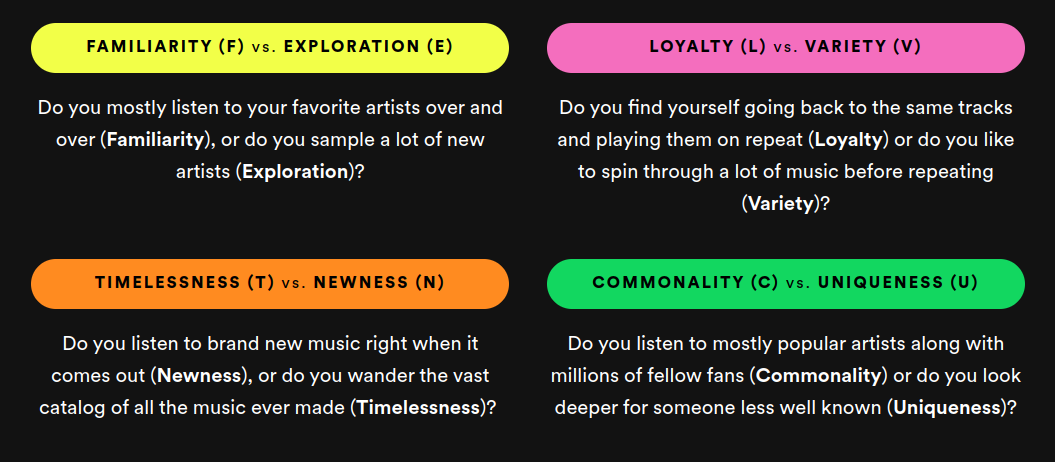 FAMILIARITY (F) vs. EXPLORATION (E)
Do you mostly listen to your favorite artists over and
over (Familiarity), or do you sample a lot of new
artists (Exploration)?
LOYALTY (L) vs. VARIETY (V)
Do you find yourself going back to the same tracks
and playing them on repeat (Loyalty) or do you like
to spin through a lot of music before repeating
(Variety)?
TIMELESSNESS (T) vs. NEWNESS (N)
Do you listen to brand new music right when it
comes out (Newness), or do you wander the vast
catalog of all the music ever made (Timelessness)?
COMMONALITY (C) vs. UNIQUENESS (U)
Do you listen to mostly popular artists along with
millions of fellow fans (Commonality) or do you look
deeper for someone less well known (Uniqueness)?